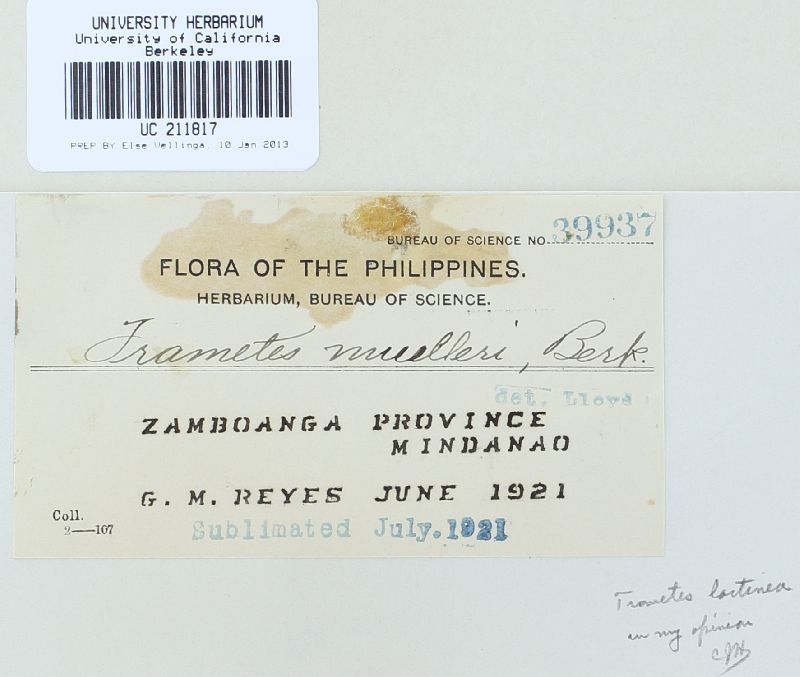 UNIVERSITY HERBARIUM
University of California
Berkeley
UC 211817
PREP BY Else Vellinga, 10 Jan 2013
BUREAU OF SCIENCE NO. 39937
FLORA OF THE PHILIPPINES.
HERBARIUM, BUREAU OF SCIENCE.
Trametes muelleri, Berk.
det. Lloyd
ZAMBOANGA PROVINCE
MINDANAO
G. M. REYES JUNE 1921
Coll.
2—107
Sublimated July.1921
Trametes lactinea
in my opinion